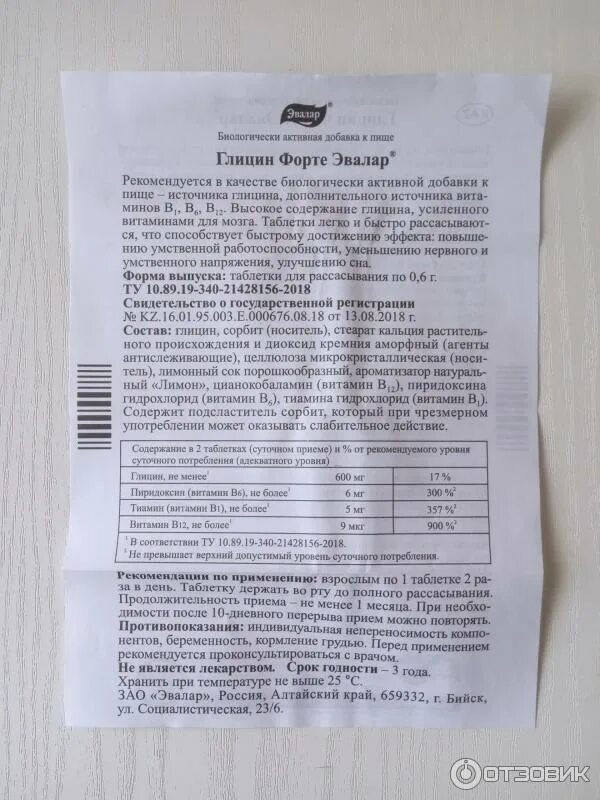 Эвалар®
Биологически активная добавка к пище
Глицин Форте Эвалар®
Рекомендуется в качестве биологически активной добавки к
пище – источника глицина, дополнительного источника вита-
минов В1, В6, В12. Высокое содержание глицина, усиленного
витаминами для мозга. Таблетки легко и быстро рассасывают-
ся, что способствует быстрому достижению эффекта: повыше-
нию умственной работоспособности, уменьшению нервного и
умственного напряжения, улучшению сна.
Форма выпуска: таблетки для рассасывания по 0,6 г.
ТУ 10.89.19-340-21428156-2018
Свидетельство о государственной регистрации
№ KZ.16.01.95.003.Е.000676.08.18 от 13.08.2018 г.
Состав: глицин, сорбит (носитель), стеарат кальция раститель-
ного происхождения и диоксид кремния аморфный (агенты
антислеживающие), целлюлоза микрокристаллическая (носи-
тель), лимонный сок порошкообразный, ароматизатор натураль-
ный «Лимон», цианокобаламин (витамин В12), пиридоксина
гидрохлорид (витамин В6), тиамина гидрохлорид (витамин В1).
Содержит подсластитель сорбит, который при чрезмерном
употреблении может оказывать слабительное действие.
Содержание в 2 таблетках (суточном приеме) и % от рекомендуемого уровня
суточного потребления (адекватного уровня)
Глицин, не менее¹ 600 мг 17 %
Пиридоксин (витамин В6), не более¹ 6 мг 300 %²
Тиамин (витамин В1), не более¹ 5 мг 357 %²
Витамин В12, не более¹ 9 мкг 900 %²
¹ В соответствии ТУ 10.89.19-340-21428156-2018.
² Не превышает верхний допустимый уровень суточного потребления.
Рекомендации по применению: взрослым по 1 таблетке 2 ра-
за в день. Таблетку держать во рту до полного рассасывания.
Продолжительность приема – не менее 1 месяца. При необхо-
димости после 10-дневного перерыва прием можно повторять.
Противопоказания: индивидуальная непереносимость компо-
нентов, беременность, кормление грудью. Перед применением
рекомендуется проконсультироваться с врачом.
Не является лекарством. Срок годности – 3 года.
Хранить при температуре не выше 25 °С.
ЗАО «Эвалар», Россия, Алтайский край, 659332, г. Бийск,
ул. Социалистическая, 23/6.
ОТЗОВИК